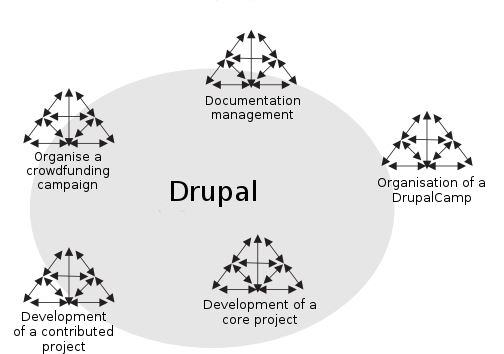 Documentation
management
Organise a
crowdfunding
campaign
Organisation of a
DrupalCamp
Drupal
Development
of a contributed
project
Development of a
core project